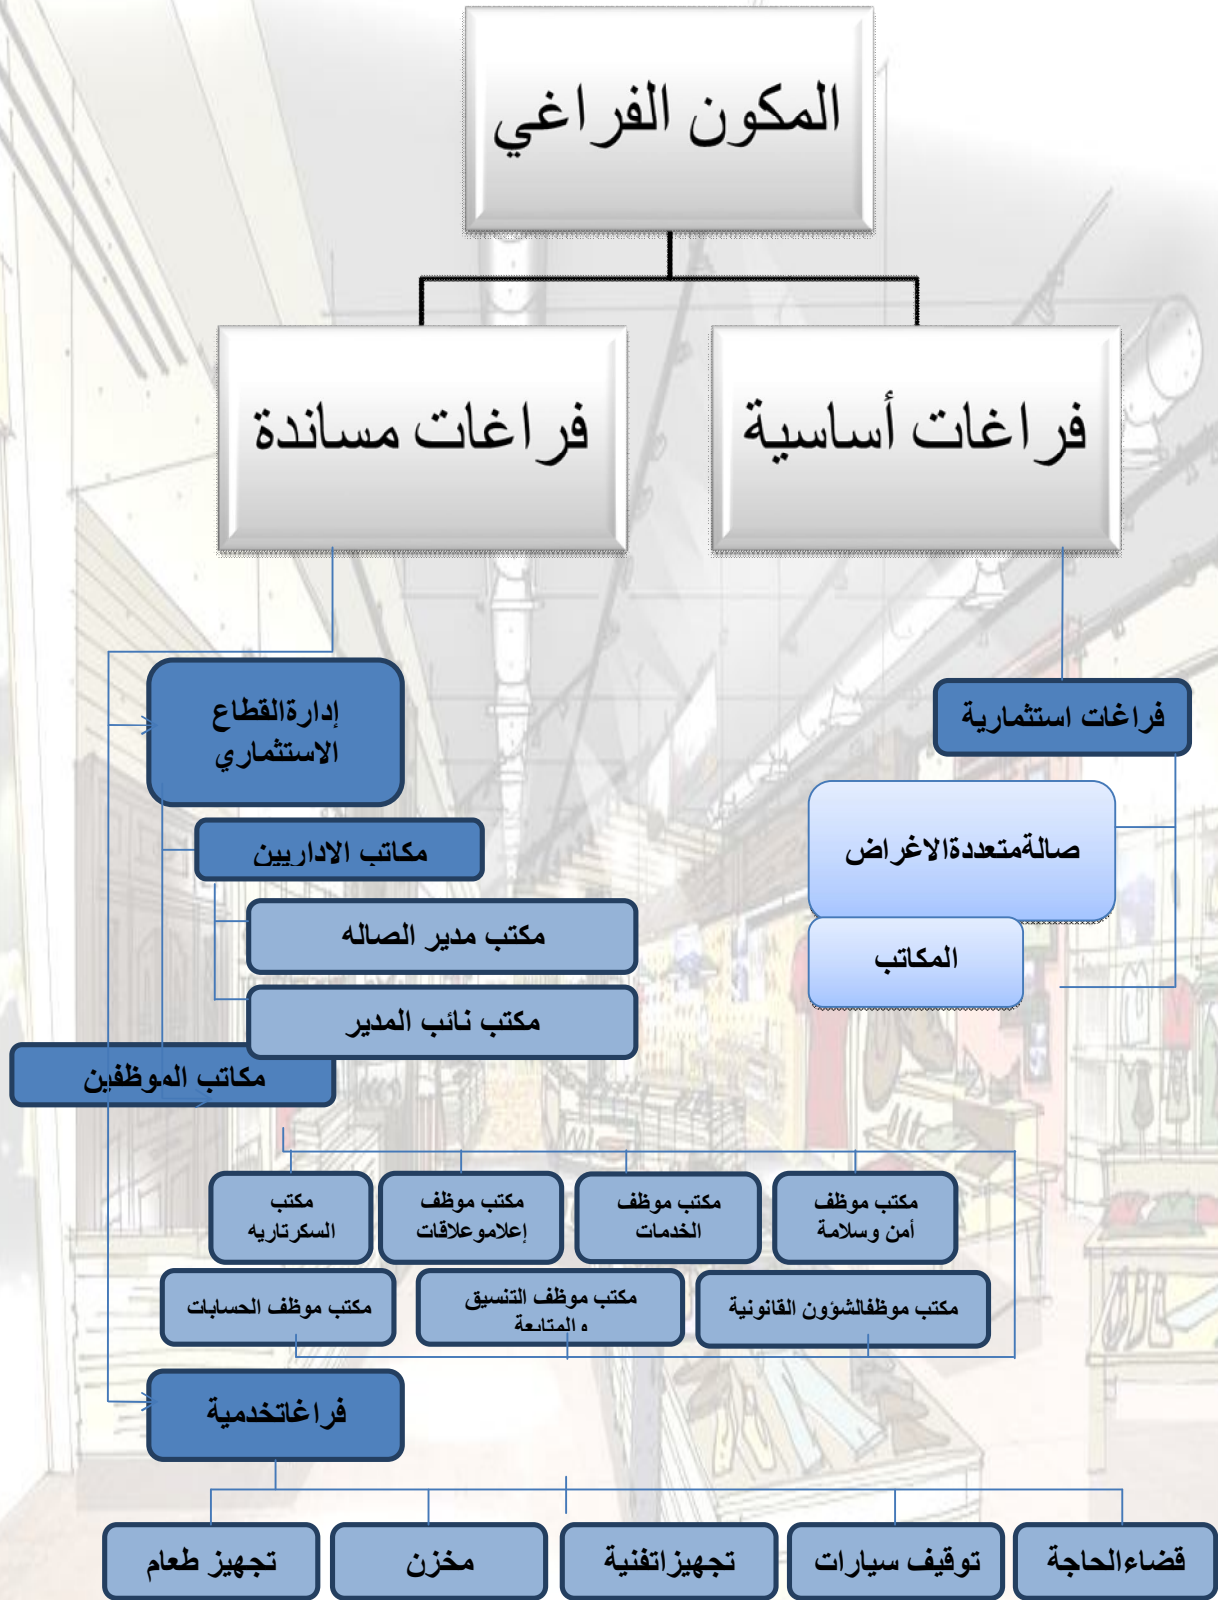 المكون الفراغي
فراغات أساسية
فراغات مساندة
فراغات استثمارية
صالةمتعددةالاغراض
المكاتب
إدارةالقطاع
الاستثماري
مكاتب الاداريين
مكتب مدير الصاله
مكتب نائب المدير
مكاتب الموظفين
مكتب موظف
أمن وسلامة
مكتب موظف
الخدمات
مكتب موظف
إعلاموعلاقات
مكتب
السكرتاريه
مكتب موظفالشؤون القانونية
مكتب موظف التنسيق
والمتابعة
مكتب موظف الحسابات
فراغاتخدمية
قضاءالحاجة
توقيف سيارات
تجهيزاتفنية
مخزن
تجهيز طعام